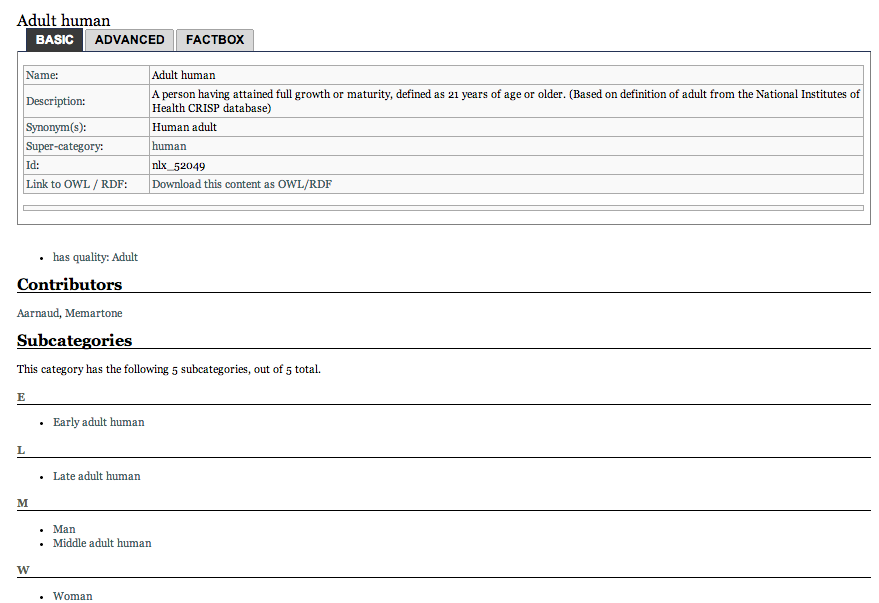 Adult human
BASIC ADVANCED FACTBOX
Name: Adult human
Description: A person having attained full growth or maturity, defined as 21 years of age or older. (Based on definition of adult from the National Institutes of
Health CRISP database)
Synonym(s): Human adult
Super-category: human
Id: nlx_52049
Link to OWL / RDF: Download this content as OWL/RDF
• has quality: Adult
Contributors
Aarnaud, Memartone
Subcategories
This category has the following 5 subcategories, out of 5 total.
E
• Early adult human
L
• Late adult human
M
• Man
• Middle adult human
W
• Woman